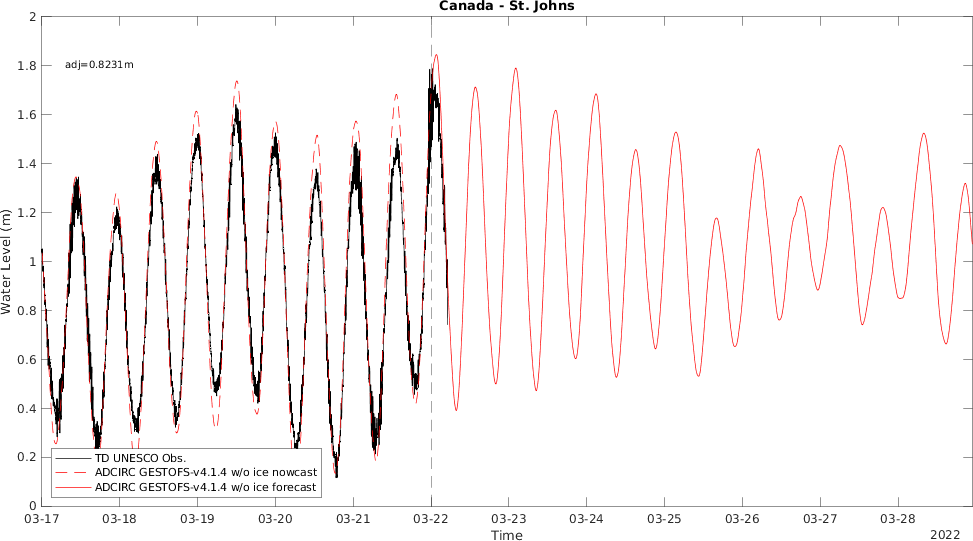 Canada - St. Johns
adj=0.8231m
Water Level (m)
2
1.8
1.6
1.4
1.2
1
0.8
0.6
0.4
0.2
0
TD UNESCO Obs.
ADCIRC GESTOFS-v4.1.4 w/o ice nowcast
ADCIRC GESTOFS-v4.1.4 w/o ice forecast
03-17 03-18 03-19 03-20 03-21 03-22 03-23 03-24 03-25 03-26 03-27 03-28
Time
2022